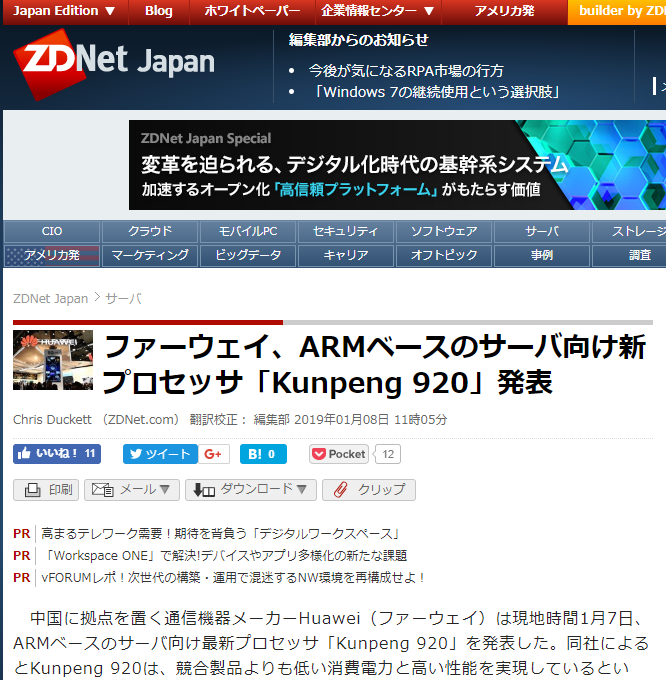 Japan Edition ▼ Blog ホワイトペーパー 企業情報センター ▼ アメリカ発 builder by ZD
ZDNet Japan
編集部からのお知らせ
• 今後が気になるRPA市場の行方
• 「Windows 7の継続使用という選択肢」
ZDNet Japan Special
変革を迫られる、デジタル化時代の基幹系システム
加速するオープン化「高信頼プラットフォーム」がもたらす価値
CIO クラウド モバイルPC セキュリティ ソフトウェア サーバ ストレージ
アメリカ発 マーケティング ビッグデータ キャリア オフトピック 事例 調査
ZDNet Japan > サーバ
HUAWEI
ファーウェイ、ARMベースのサーバ向け新
プロセッサ「Kunpeng 920」発表
Chris Duckett （ZDNet.com） 翻訳校正： 編集部 2019年01月08日 11時05分
いいね！ 11 ツイート G+ B! 0 Pocket 12
印刷 メール▼ ダウンロード▼ クリップ
PR 高まるテレワーク需要！期待を背負う「デジタルワークスペース」
PR 「Workspace ONE」で解決!デバイスやアプリ多様化の新たな課題
PR vFORUMレポ！次世代の構築・運用で混迷するNW環境を再構成せよ！
中国に拠点を置く通信機器メーカーHuawei（ファーウェイ）は現地時間1月7日、
ARMベースのサーバ向け最新プロセッサ「Kunpeng 920」を発表した。同社による
とKunpeng 920は、競合製品よりも低い消費電力と高い性能を実現しているとい